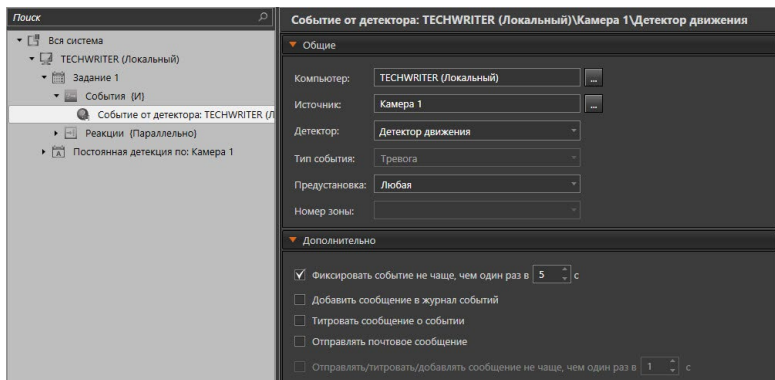 Поиск
Вся система
TECHWRITER (Локальный)
Задание 1
События (И)
Событие от детектора: TECHWRITER (Л
Реакции (Параллельно)
Постоянная детекция по: Камера 1
Событие от детектора: TECHWRITER (Локальный)\Камера 1\Детектор движения
Общие
Компьютер: TECHWRITER (Локальный) ...
Источник: Камера 1 ...
Детектор: Детектор движения
Тип события: Тревога
Предустановка: Любая
Номер зоны:
Дополнительно
Фиксировать событие не чаще, чем один раз в 5 с
Добавить сообщение в журнал событий
Титровать сообщение о событии
Отправлять почтовое сообщение
Отправлять/титровать/добавлять сообщение не чаще, чем один раз в 1 с